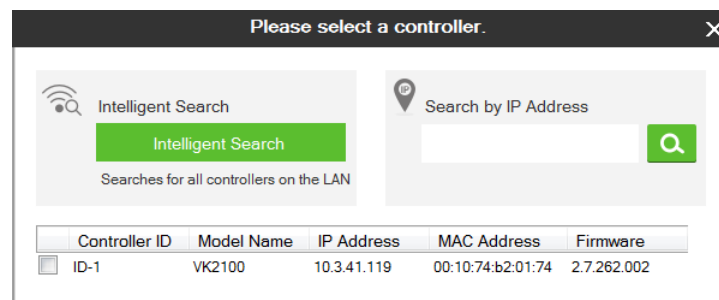 Please select a controller.
X
Intelligent Search
Intelligent Search
Searches for all controllers on the LAN
IP
Search by IP Address
Controller ID Model Name IP Address MAC Address Firmware
ID-1 VK2100 10.3.41.119 00:10:74:b2:01:74 2.7.262.002